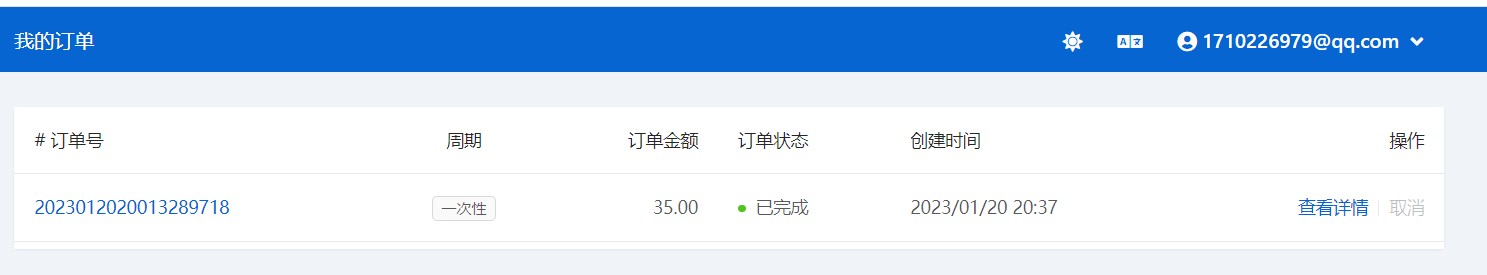 我的订单 1710226979@qq.com
# 订单号 周期 订单金额 订单状态 创建时间 操作
2023012020013289718 一次性 35.00 已完成 2023/01/20 20:37 查看详情 取消